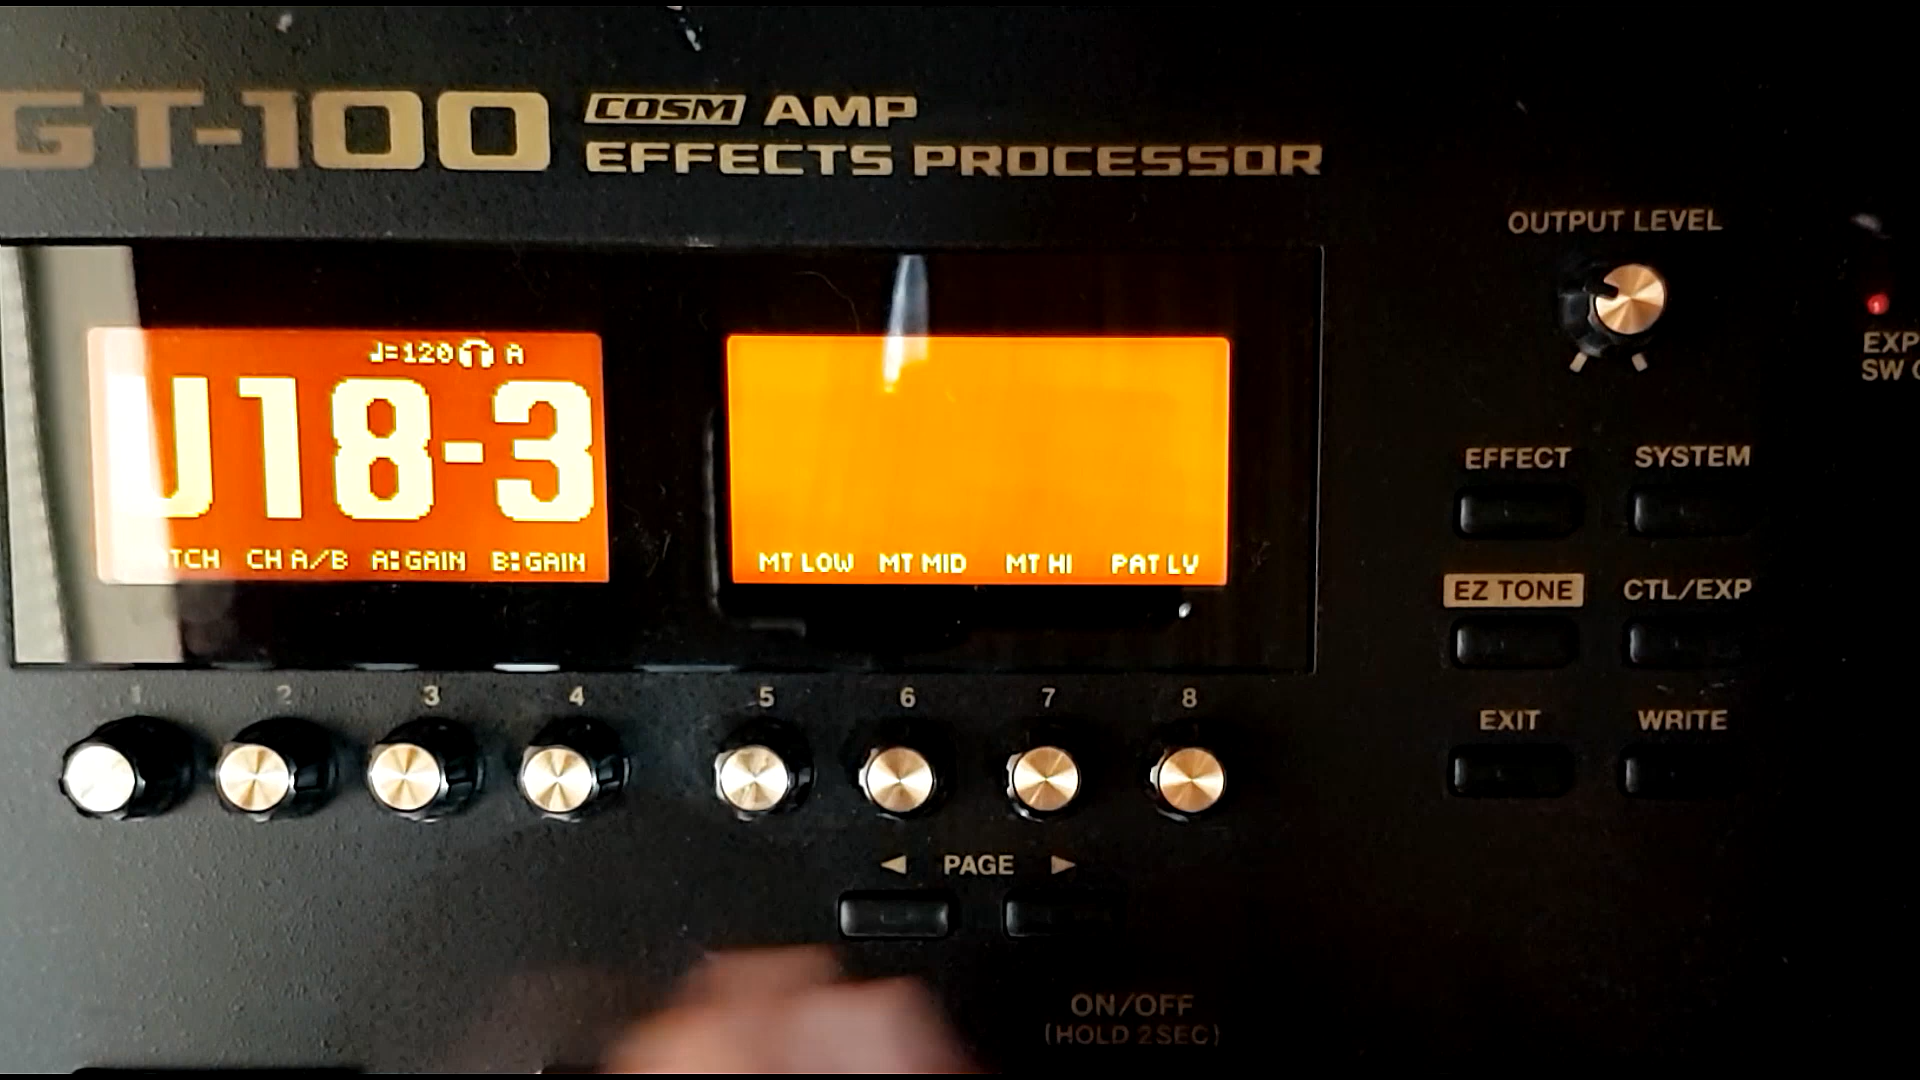 GT-100 COSM AMP
EFFECTS PROCESSOR
OUTPUT LEVEL
EXP
SW
♩=120 A
U18-3
CH A/B A:GAIN B:GAIN
MT LOW MT MID MT HI PAT LV
EFFECT SYSTEM
EZ TONE CTL/EXP
EXIT WRITE
1 2 3 4 5 6 7 8
◀ PAGE ▶
ON/OFF
(HOLD 2SEC)